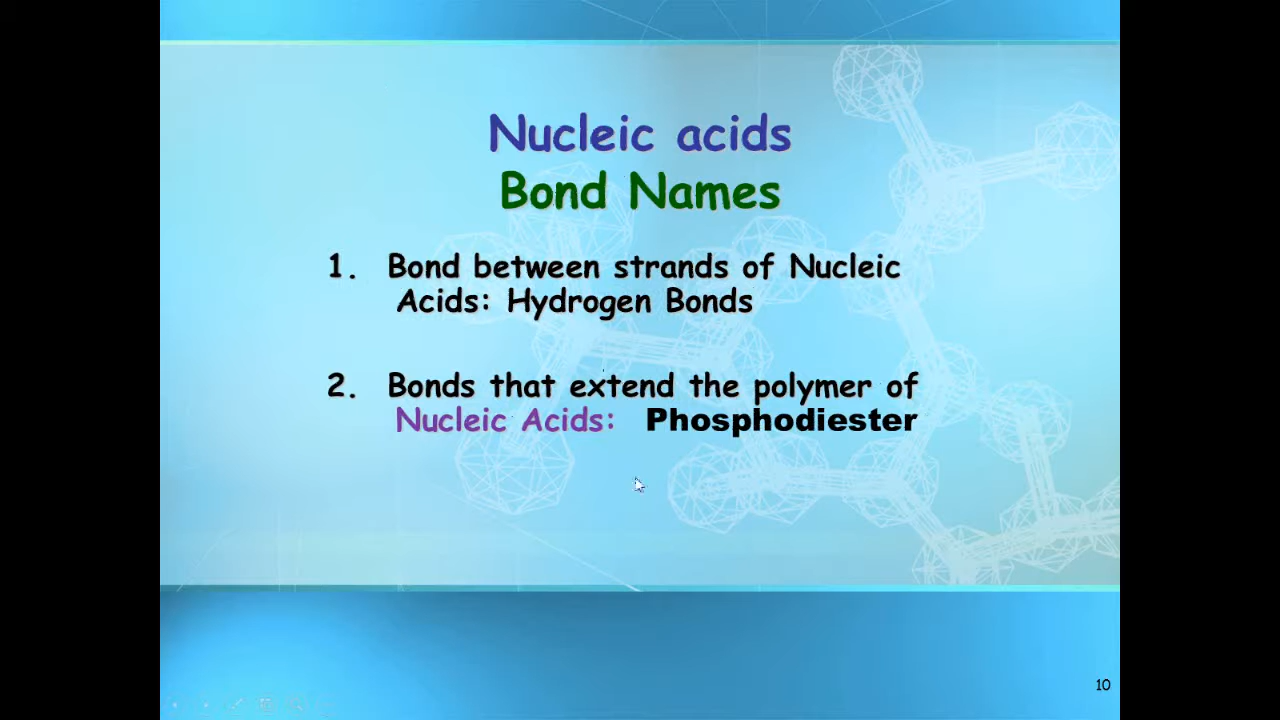 Nucleic acids
Bond Names
1. Bond between strands of Nucleic
Acids: Hydrogen Bonds
2. Bonds that extend the polymer of
Nucleic Acids: Phosphodiester
10